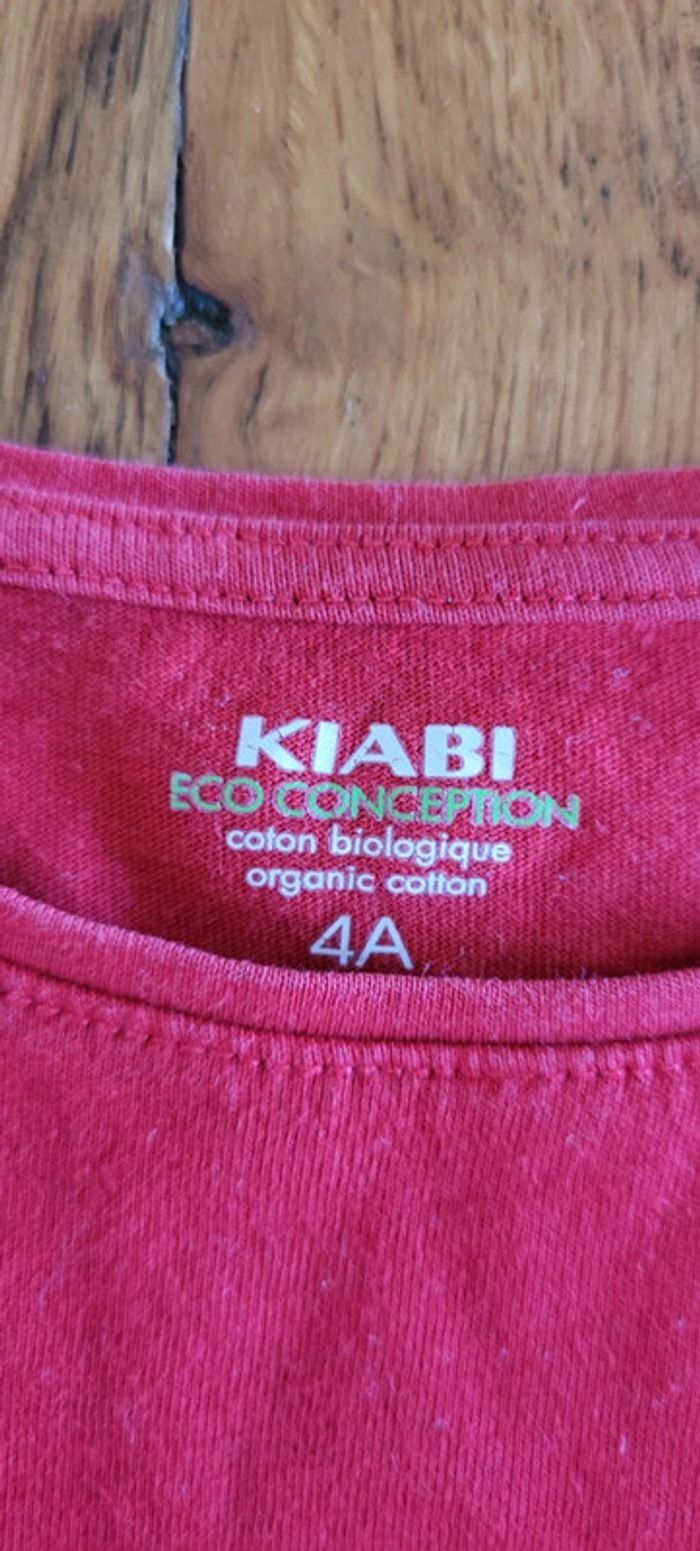 KIABI
ECO CONCEPTION
coton biologique
organic cotton
4A